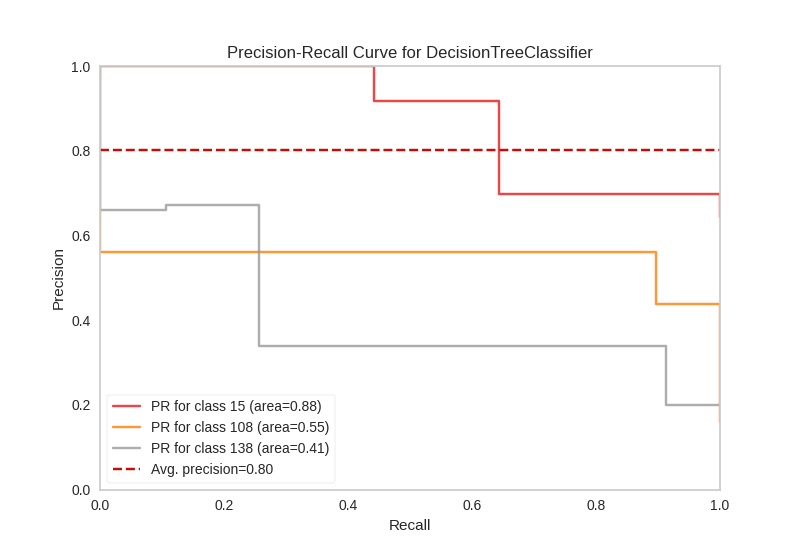 Precision-Recall Curve for DecisionTreeClassifier
1.0
0.8
0.6
0.4
0.2
0.0
Precision
PR for class 15 (area=0.88)
PR for class 108 (area=0.55)
PR for class 138 (area=0.41)
Avg. precision=0.80
0.0 0.2 0.4 0.6 0.8 1.0
Recall